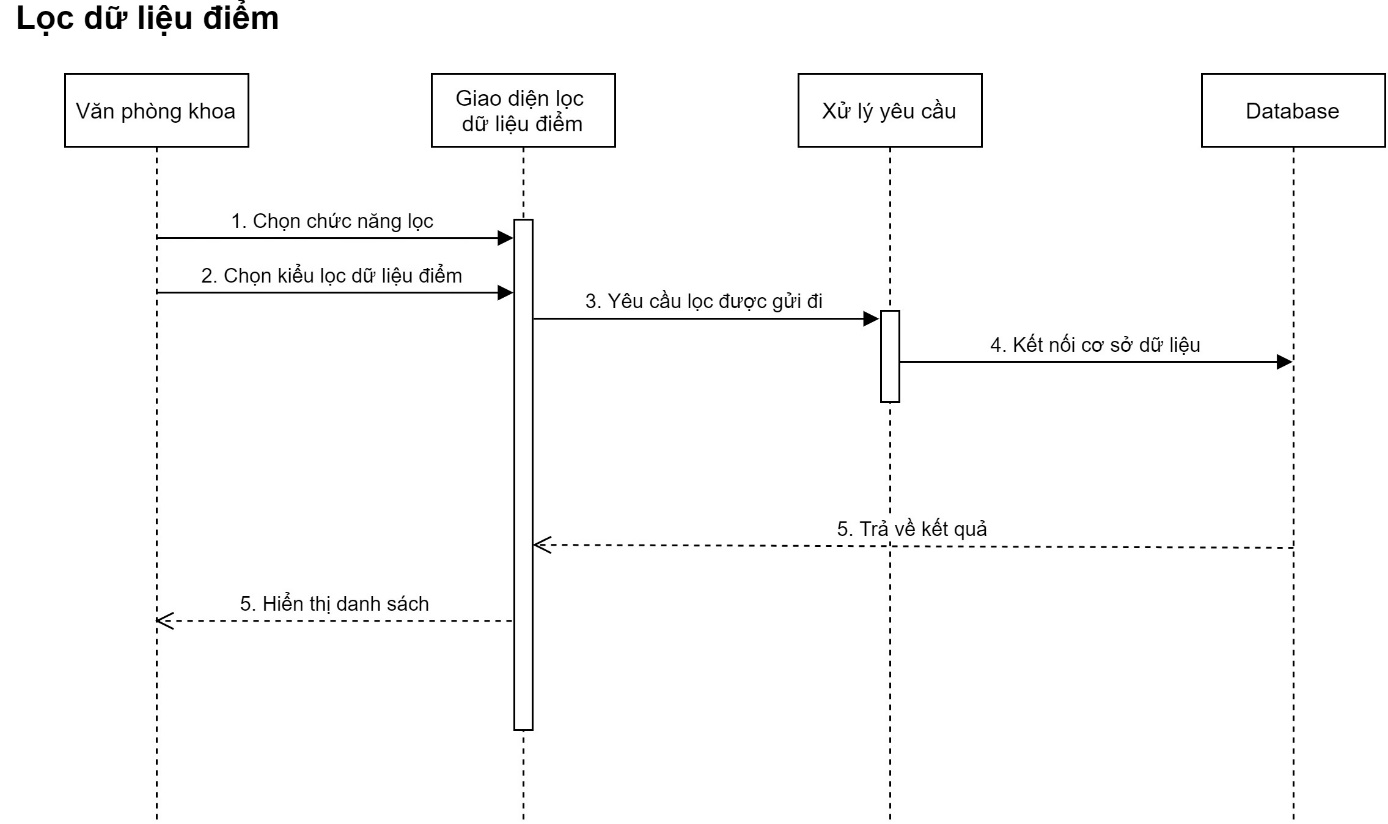 Lọc dữ liệu điểm
Văn phòng khoa
Giao diện lọc
dữ liệu điểm
Xử lý yêu cầu
Database
1. Chọn chức năng lọc
2. Chọn kiểu lọc dữ liệu điểm
3. Yêu cầu lọc được gửi đi
4. Kết nối cơ sở dữ liệu
5. Trả về kết quả
5. Hiển thị danh sách